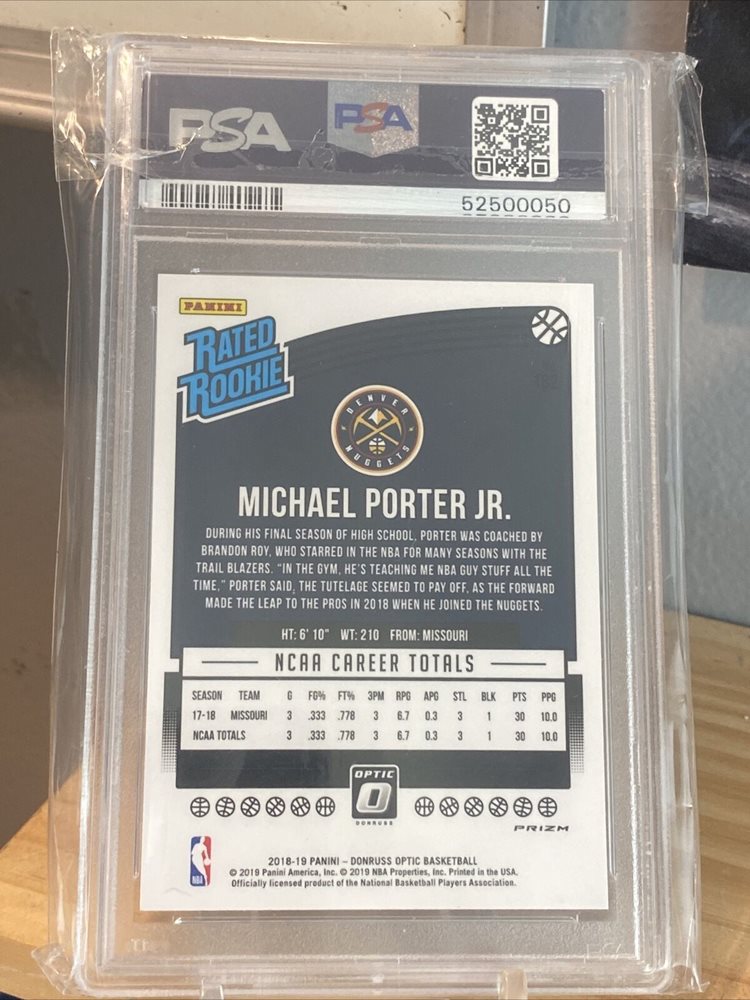 PSA
PSA
52500050
PANINI
RATED
ROOKIE
DENVER
NUGGETS
MICHAEL PORTER JR.
DURING HIS FINAL SEASON OF HIGH SCHOOL, PORTER WAS COACHED BY
BRANDON ROY, WHO STARRED IN THE NBA FOR MANY SEASONS WITH THE
TRAIL BLAZERS. "IN THE GYM, HE'S TEACHING ME NBA GUY STUFF ALL THE
TIME," PORTER SAID, THE TUTELAGE SEEMED TO PAY OFF, AS THE FORWARD
MADE THE LEAP TO THE PROS IN 2018 WHEN HE JOINED THE NUGGETS.
HT: 6' 10" WT: 210 FROM: MISSOURI
NCAA CAREER TOTALS
SEASON TEAM G FG% FT% 3PM RPG APG STL BLK PTS PPG
17-18 MISSOURI 3 .333 .778 3 6.7 0.3 3 1 30 10.0
NCAA TOTALS 3 .333 .778 3 6.7 0.3 3 1 30 10.0
OPTIC
DONRUSS
PRIZM
NBA
2018-19 PANINI – DONRUSS OPTIC BASKETBALL
© 2019 Panini America, Inc. © 2019 NBA Properties, Inc. Printed in the USA.
Officially licensed product of the National Basketball Players Association.